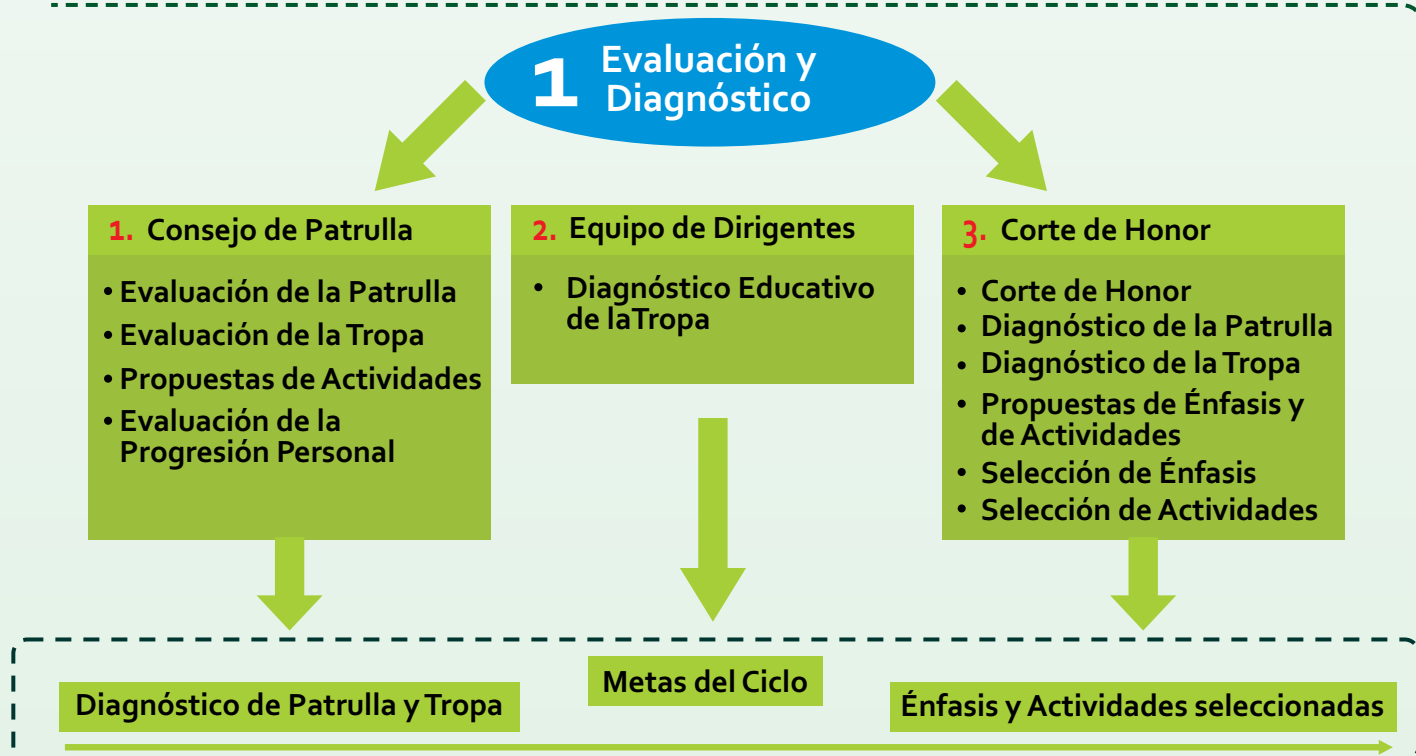 1 Evaluación y
Diagnóstico
1. Consejo de Patrulla
• Evaluación de la Patrulla
• Evaluación de la Tropa
• Propuestas de Actividades
• Evaluación de la
Progresión Personal
2. Equipo de Dirigentes
• Diagnóstico Educativo
de laTropa
3. Corte de Honor
• Corte de Honor
• Diagnóstico de la Patrulla
• Diagnóstico de la Tropa
• Propuestas de Énfasis y
de Actividades
• Selección de Énfasis
• Selección de Actividades
Diagnóstico de Patrulla y Tropa
Metas del Ciclo
Énfasis y Actividades seleccionadas